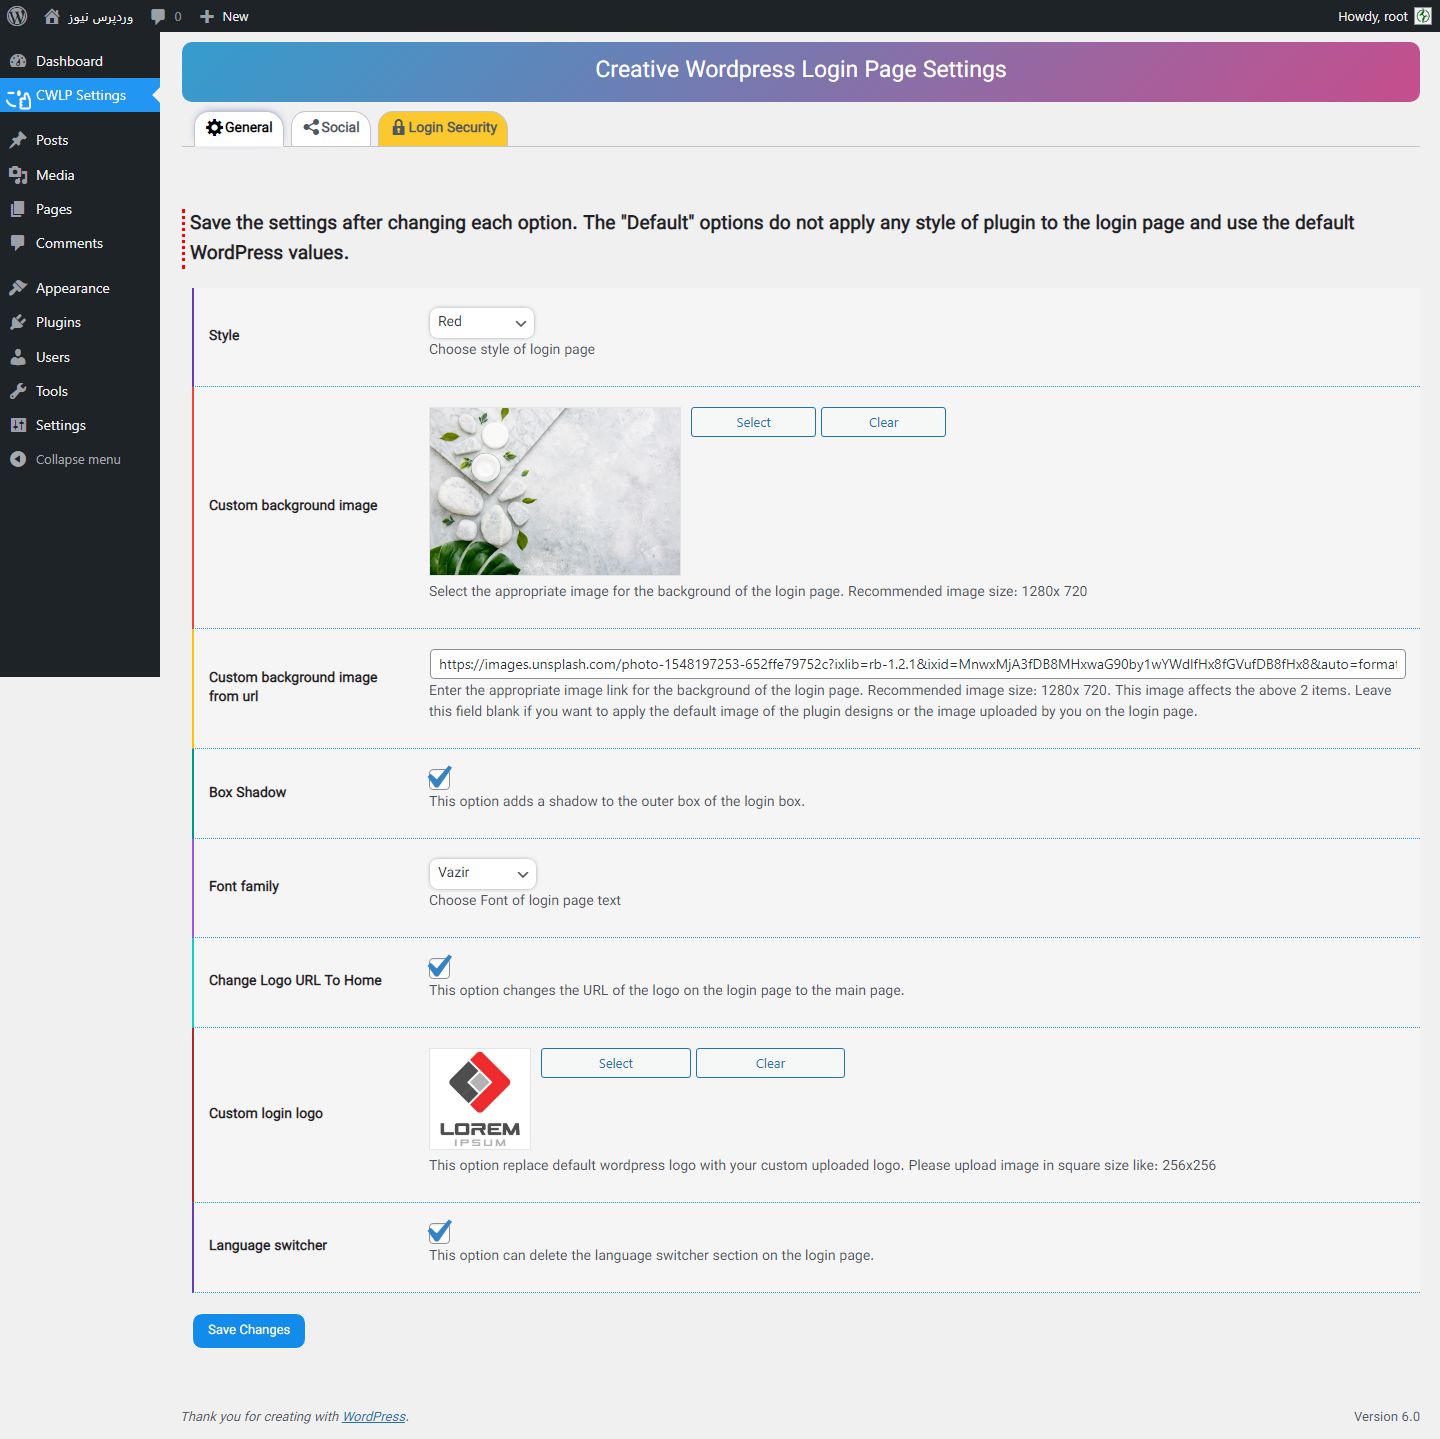 وردپرس نیوز 0 New Howdy, root
Dashboard
CWLP Settings
Posts
Media
Pages
Comments
Appearance
Plugins
Users
Tools
Settings
Collapse menu
Creative Wordpress Login Page Settings
General Social Login Security
Save the settings after changing each option. The "Default" options do not apply any style of plugin to the login page and use the default
WordPress values.
Style
Red
Choose style of login page
Custom background image
Select Clear
Select the appropriate image for the background of the login page. Recommended image size: 1280x 720
Custom background image
from url
https://images.unsplash.com/photo-1548197253-652ffe79752c?ixlib=rb-1.2.1&ixid=MnwxMjA3fDB8MHxwaG90by1wYWdlfHx8fGVufDB8fHx8&auto=format
Enter the appropriate image link for the background of the login page. Recommended image size: 1280x 720. This image affects the above 2 items. Leave
this field blank if you want to apply the default image of the plugin designs or the image uploaded by you on the login page.
Box Shadow
This option adds a shadow to the outer box of the login box.
Font family
Vazir
Choose Font of login page text
Change Logo URL To Home
This option changes the URL of the logo on the login page to the main page.
Custom login logo
LOREM
IPSUM
Select Clear
This option replace default wordpress logo with your custom uploaded logo. Please upload image in square size like: 256x256
Language switcher
This option can delete the language switcher section on the login page.
Save Changes
Thank you for creating with WordPress. Version 6.0